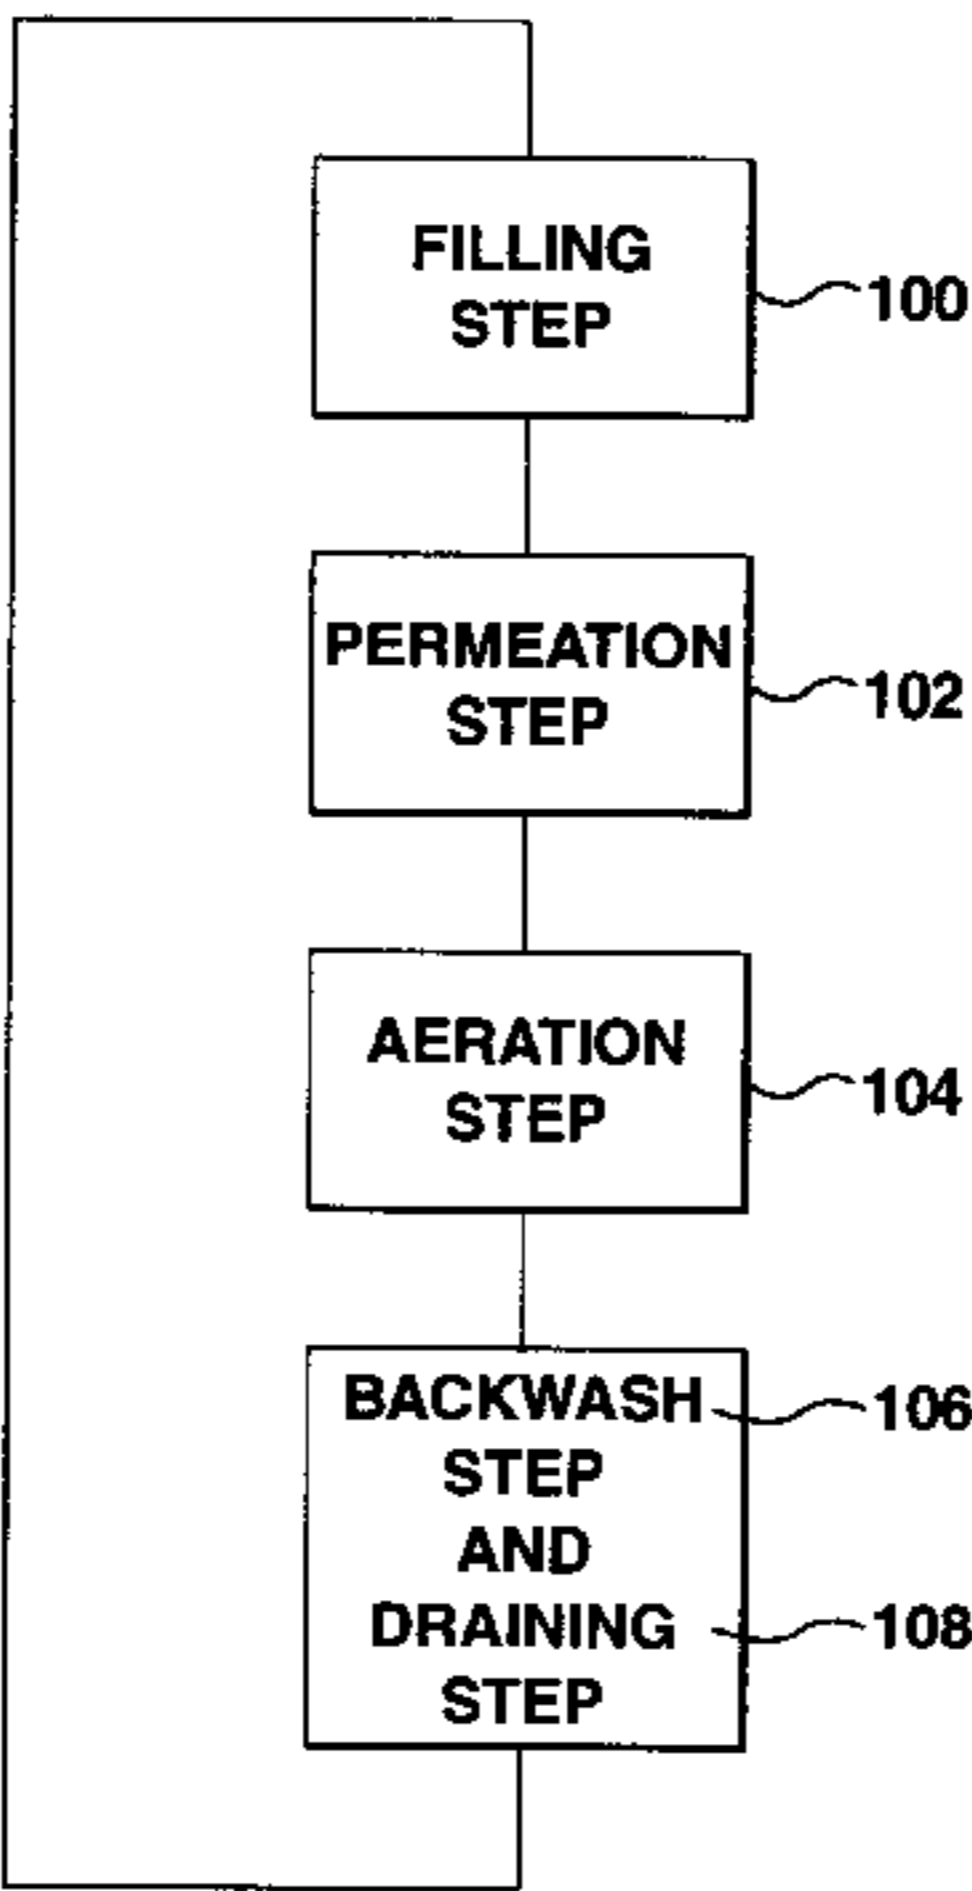 FILLING
STEP
100
PERMEATION
STEP
102
AERATION
STEP
104
BACKWASH
106
STEP
AND
DRAINING
108
STEP